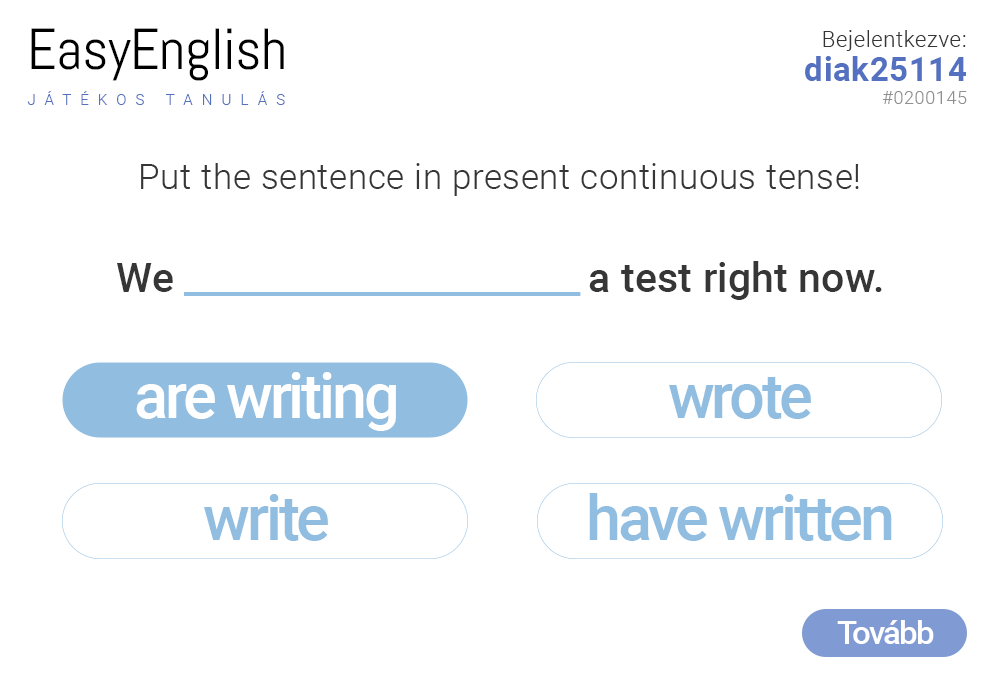 EasyEnglish
JÁTÉKOS TANULÁS
Bejelentkezve:
diak25114
#0200145
Put the sentence in present continuous tense!
We ____________________ a test right now.
are writing
wrote
write
have written
Tovább